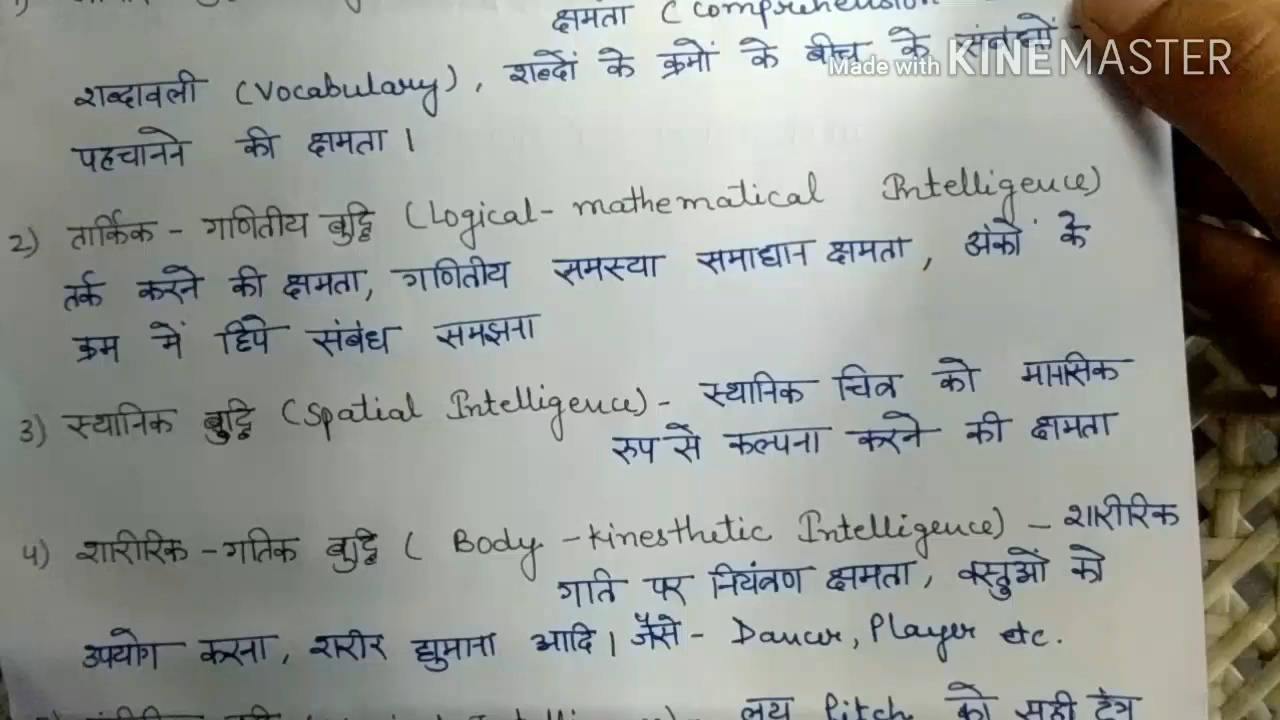 क्षमता (Comprehension
शब्दावली (Vocabulary), शब्दों के क्रमों के बीच के संबंधों
पहचानने की क्षमता।
2) तार्किक - गणितीय बुद्धि (Logical - mathematical Intelligence)
तर्क करने की क्षमता, गणितीय समस्या समाधान क्षमता, अंकों के
क्रम में छिपे संबंध समझना
3) स्थानिक बुद्धि (Spatial Intelligence) - स्थानिक चित्र को मानसिक
रुप से कल्पना करने की क्षमता
4) शारीरिक - गतिक बुद्धि ( Body - Kinesthetic Intelligence) - शारीरिक
गति पर नियंत्रण क्षमता, वस्तुओं को
उपयोग करना, शरीर घुमाना आदि। जैसे - Dancer, Player etc.
लय Pitch को सही
Made with KINEMASTER